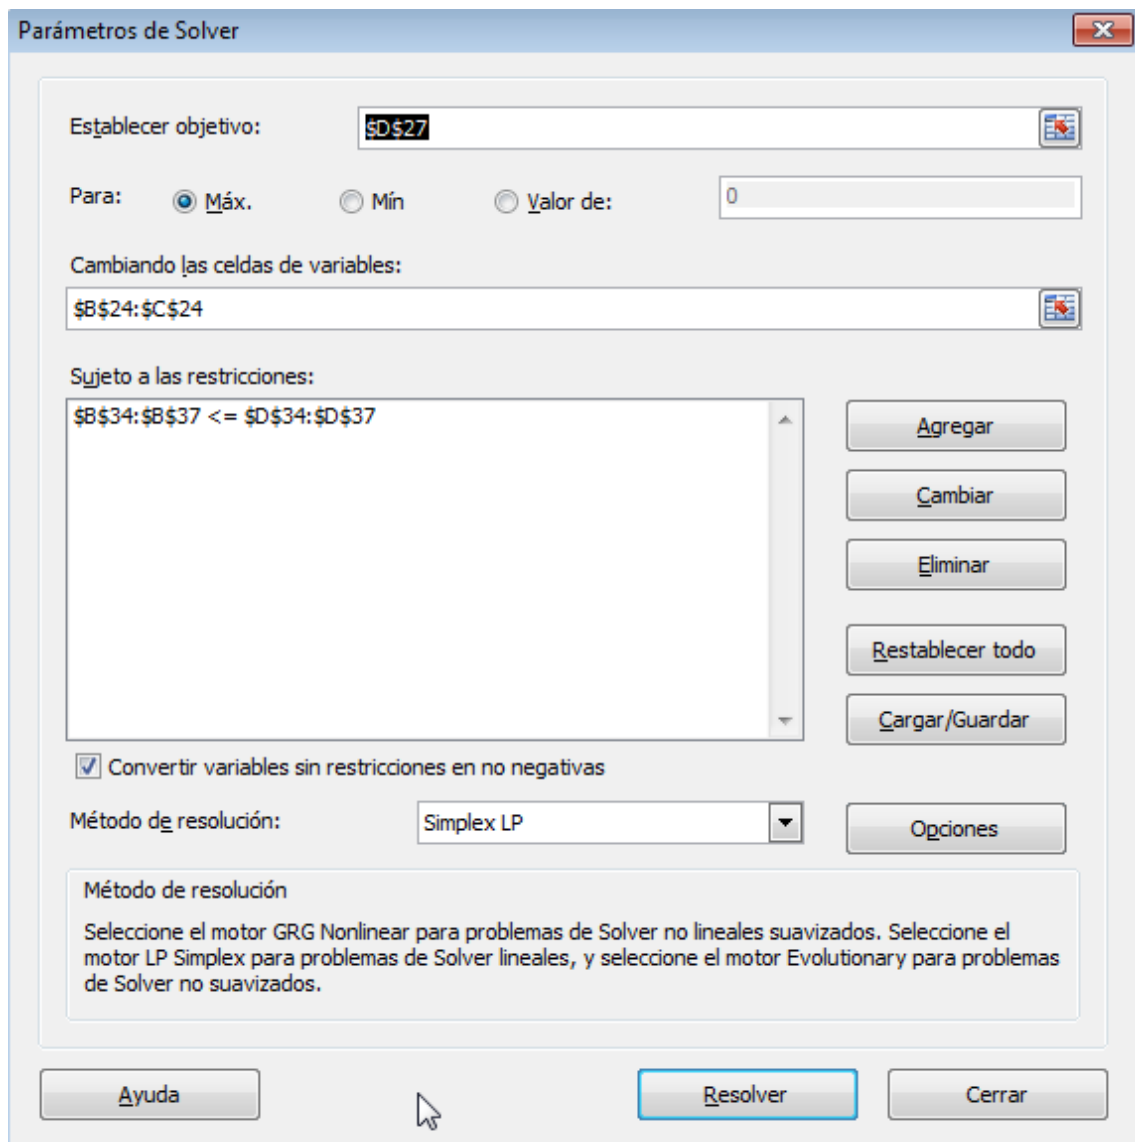 Parámetros de Solver
Establecer objetivo: $D$27
Para: Máx. Mín Valor de: 0
Cambiando las celdas de variables:
$B$24:$C$24
Sujeto a las restricciones:
$B$34:$B$37 <= $D$34:$D$37
Agregar
Cambiar
Eliminar
Restablecer todo
Cargar/Guardar
Convertir variables sin restricciones en no negativas
Método de resolución: Simplex LP Opciones
Método de resolución
Seleccione el motor GRG Nonlinear para problemas de Solver no lineales suavizados. Seleccione el
motor LP Simplex para problemas de Solver lineales, y seleccione el motor Evolutionary para problemas
de Solver no suavizados.
Ayuda Resolver Cerrar